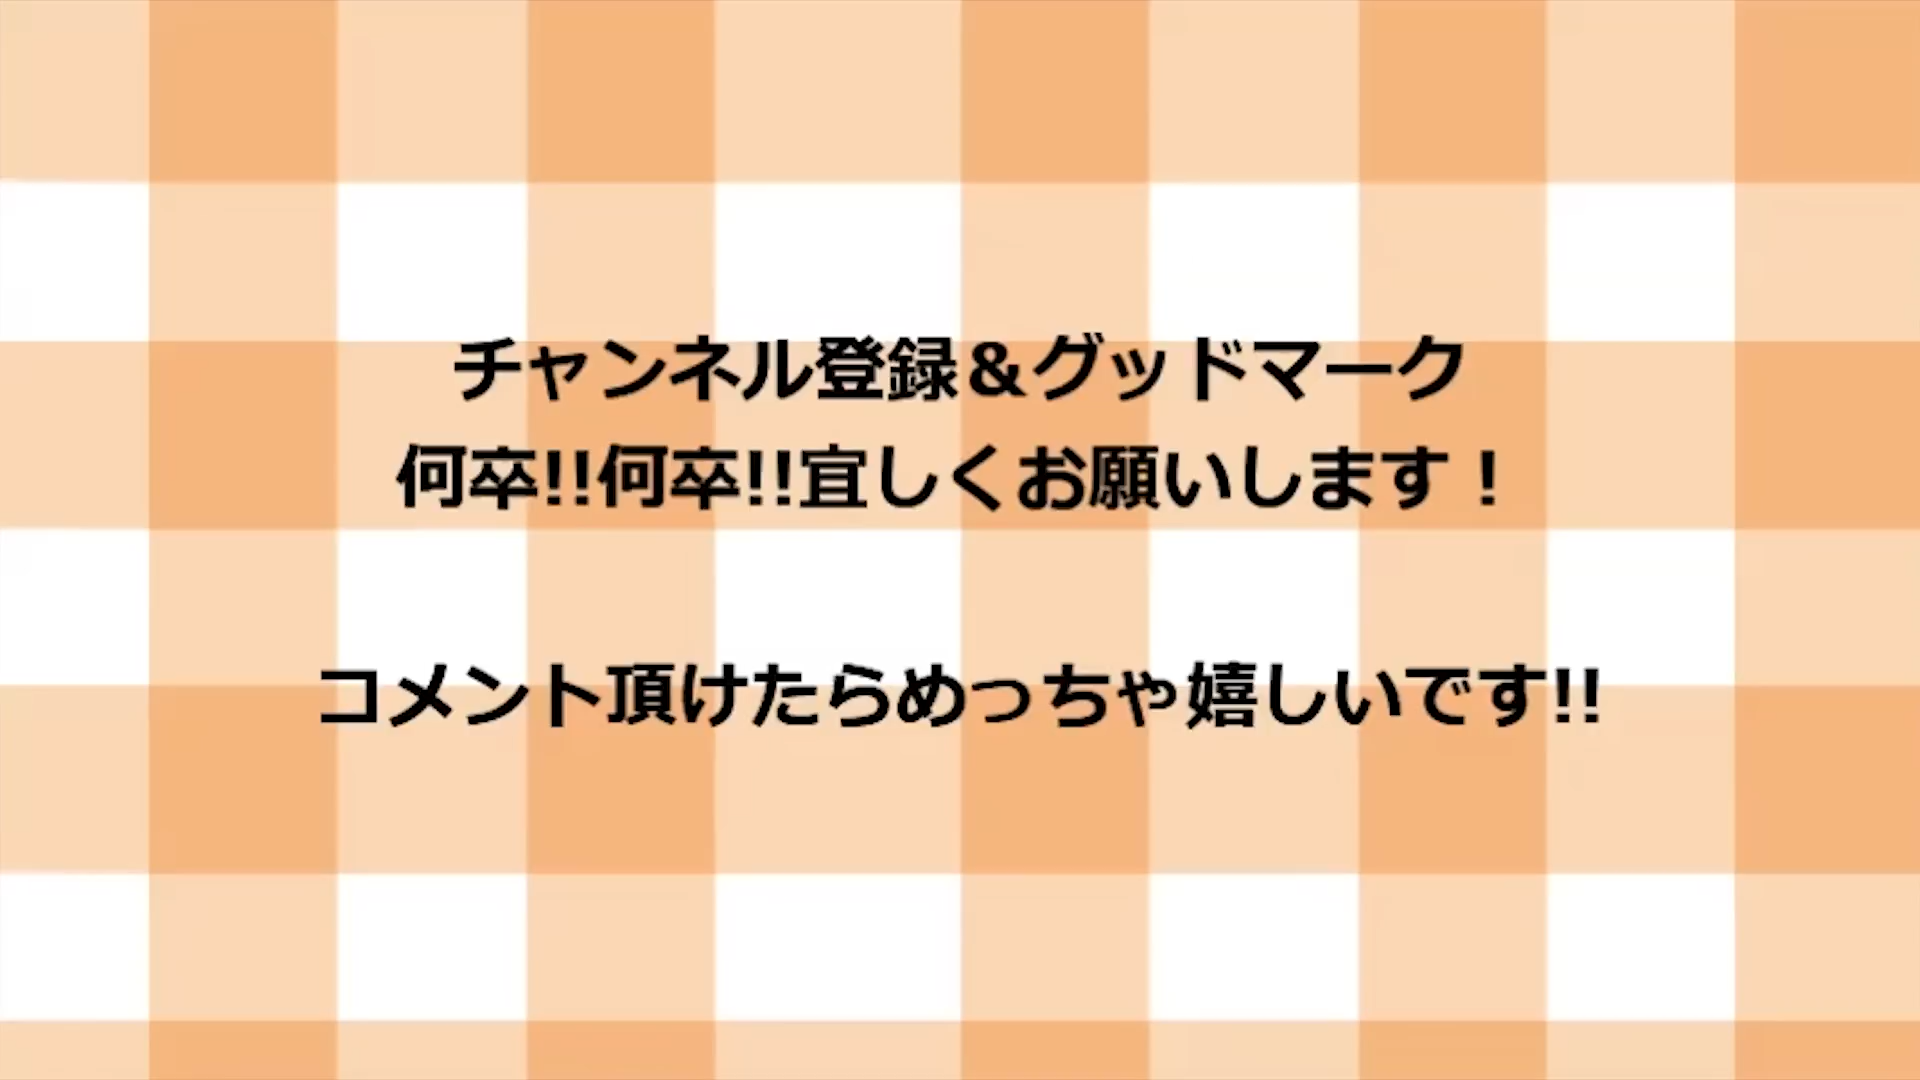 チャンネル登録＆グッドマーク
何卒!!何卒!!宜しくお願いします！
コメント頂けたらめっちゃ嬉しいです!!